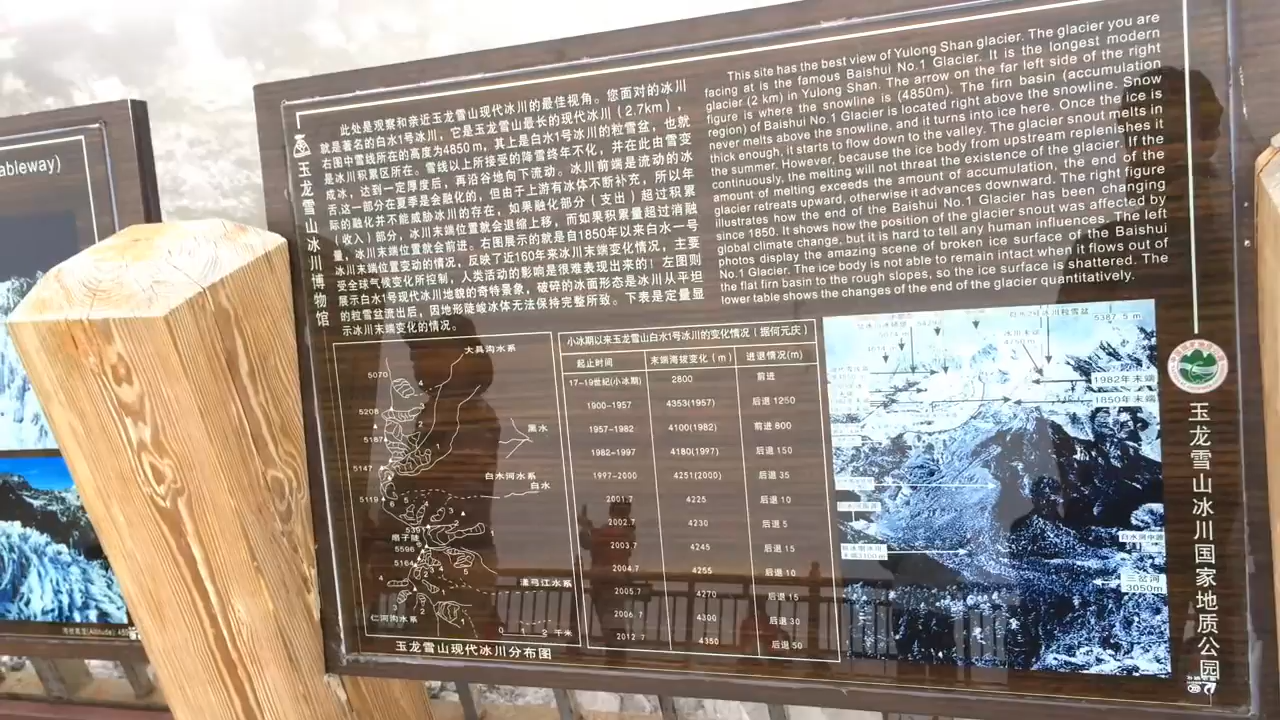 ableway)
玉龙雪山冰川博物馆
此处是观察和亲近玉龙雪山现代冰川的最佳视角。您面对的冰川
就是著名的白水1号冰川，它是玉龙雪山最长的现代冰川（2.7km），
右图中雪线所在的高度为4850 m，其上是白水1号冰川的粒雪盆，也就
是冰川积累区所在。雪线以上所接受的降雪终年不化，并在此由雪变
成冰，达到一定厚度后，再沿谷地向下流动。冰川前端是流动的冰
舌，这一部分在夏季是会融化的，但由于上游有冰体不断补充，所以年
际的融化并不能威胁冰川的存在，如果融化部分（支出）超过积累
（收入）部分，冰川末端位置就会退缩上移，而如果积累量超过消融
量，冰川末端位置就会前进。右图展示的就是自1850年以来白水一号
冰川末端位置变动的情况，反映了近160年来冰川末端变化情况，主要
受全球气候变化所控制，人类活动的影响是很难表现出来的！左图则
展示白水1号现代冰川地貌的奇特景象，破碎的冰面形态是冰川从平坦
的粒雪盆流出后，因地形陡峻冰体无法保持完整所致。下表是定量显
示冰川末端变化的情况。
This site has the best view of Yulong Shan glacier. The glacier you are
facing at is the famous Baishui No.1 Glacier. It is the longest modern
glacier (2 km) in Yulong Shan. The arrow on the far left side of the right
figure is where the snowline is (4850m). The firn basin (accumulation
region) of Baishui No.1 Glacier is located right above the snowline. Snow
never melts above the snowline, and it turns into ice here. Once the ice is
thick enough, it starts to flow down to the valley. The glacier snout melts in
the summer. However, because the ice body from upstream replenishes it
continuously, the melting will not threat the existence of the glacier. If the
amount of melting exceeds the amount of accumulation, the end of the
glacier retreats upward, otherwise it advances downward. The right figure
illustrates how the end of the Baishui No.1 Glacier has been changing
since 1850. It shows how the position of the glacier snout was affected by
global climate change, but it is hard to tell any human influences. The left
photos display the amazing scene of broken ice surface of the Baishui
No.1 Glacier. The ice body is not able to remain intact when it flows out of
the flat firn basin to the rough slopes, so the ice surface is shattered. The
lower table shows the changes of the end of the glacier quantitatively.
大具沟水系
5070
4
5208
黑水
5187
1
5147
白水河水系
白水
5119
6
3
1
扇子陡
5596
5164
2
5
4
漾弓江水系
3
2
仁河沟水系
0 1 2 千米
玉龙雪山现代冰川分布图
小冰期以来玉龙雪山白水1号冰川的变化情况（据何元庆）
起止时间 末端海拔变化（m） 进退情况(m)
17-19世纪(小冰期) 2800 前进
1900-1957 4353(1957) 后退 1250
1957-1982 4100(1982) 前进 800
1982-1997 4180(1997) 后退 150
1997-2000 4251(2000) 后退 35
2001.7 4225 后退 10
2002.7 4230 后退 5
2003.7 4245 后退 15
2004.7 4255 后退 10
2005.7 4270 后退 15
2006.7 4300 后退 30
2012.7 4350 后退 50
5387.5 m
1982年末端
1850年末端
三岔河
3050m
玉龙雪山冰川国家地质公园